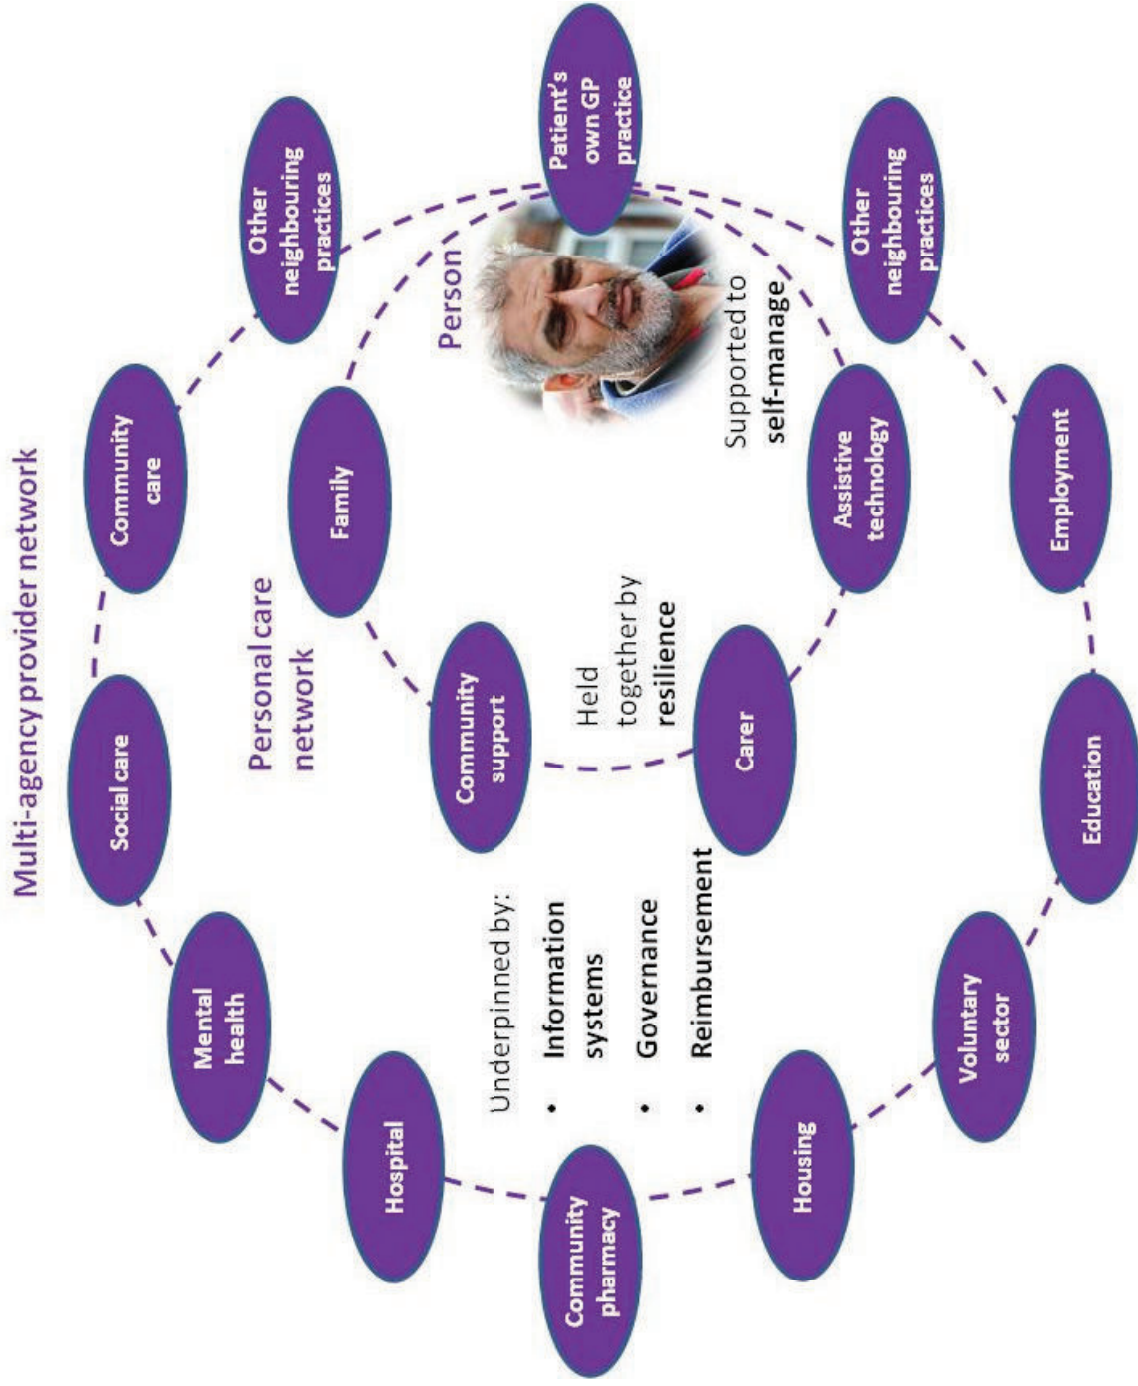 Multi-agency provider network
Social care
Community
care
Mental
health
Other
neighbouring
practices
Hospital
Personal care
network
Family
Person
Community
support
Patient's
own GP
practice
Community
pharmacy
Underpinned by:
• Information
systems
• Governance
• Reimbursement
Held
together by
resilience
Supported to
self-manage
Carer
Assistive
technology
Housing
Other
neighbouring
practices
Voluntary
sector
Education
Employment